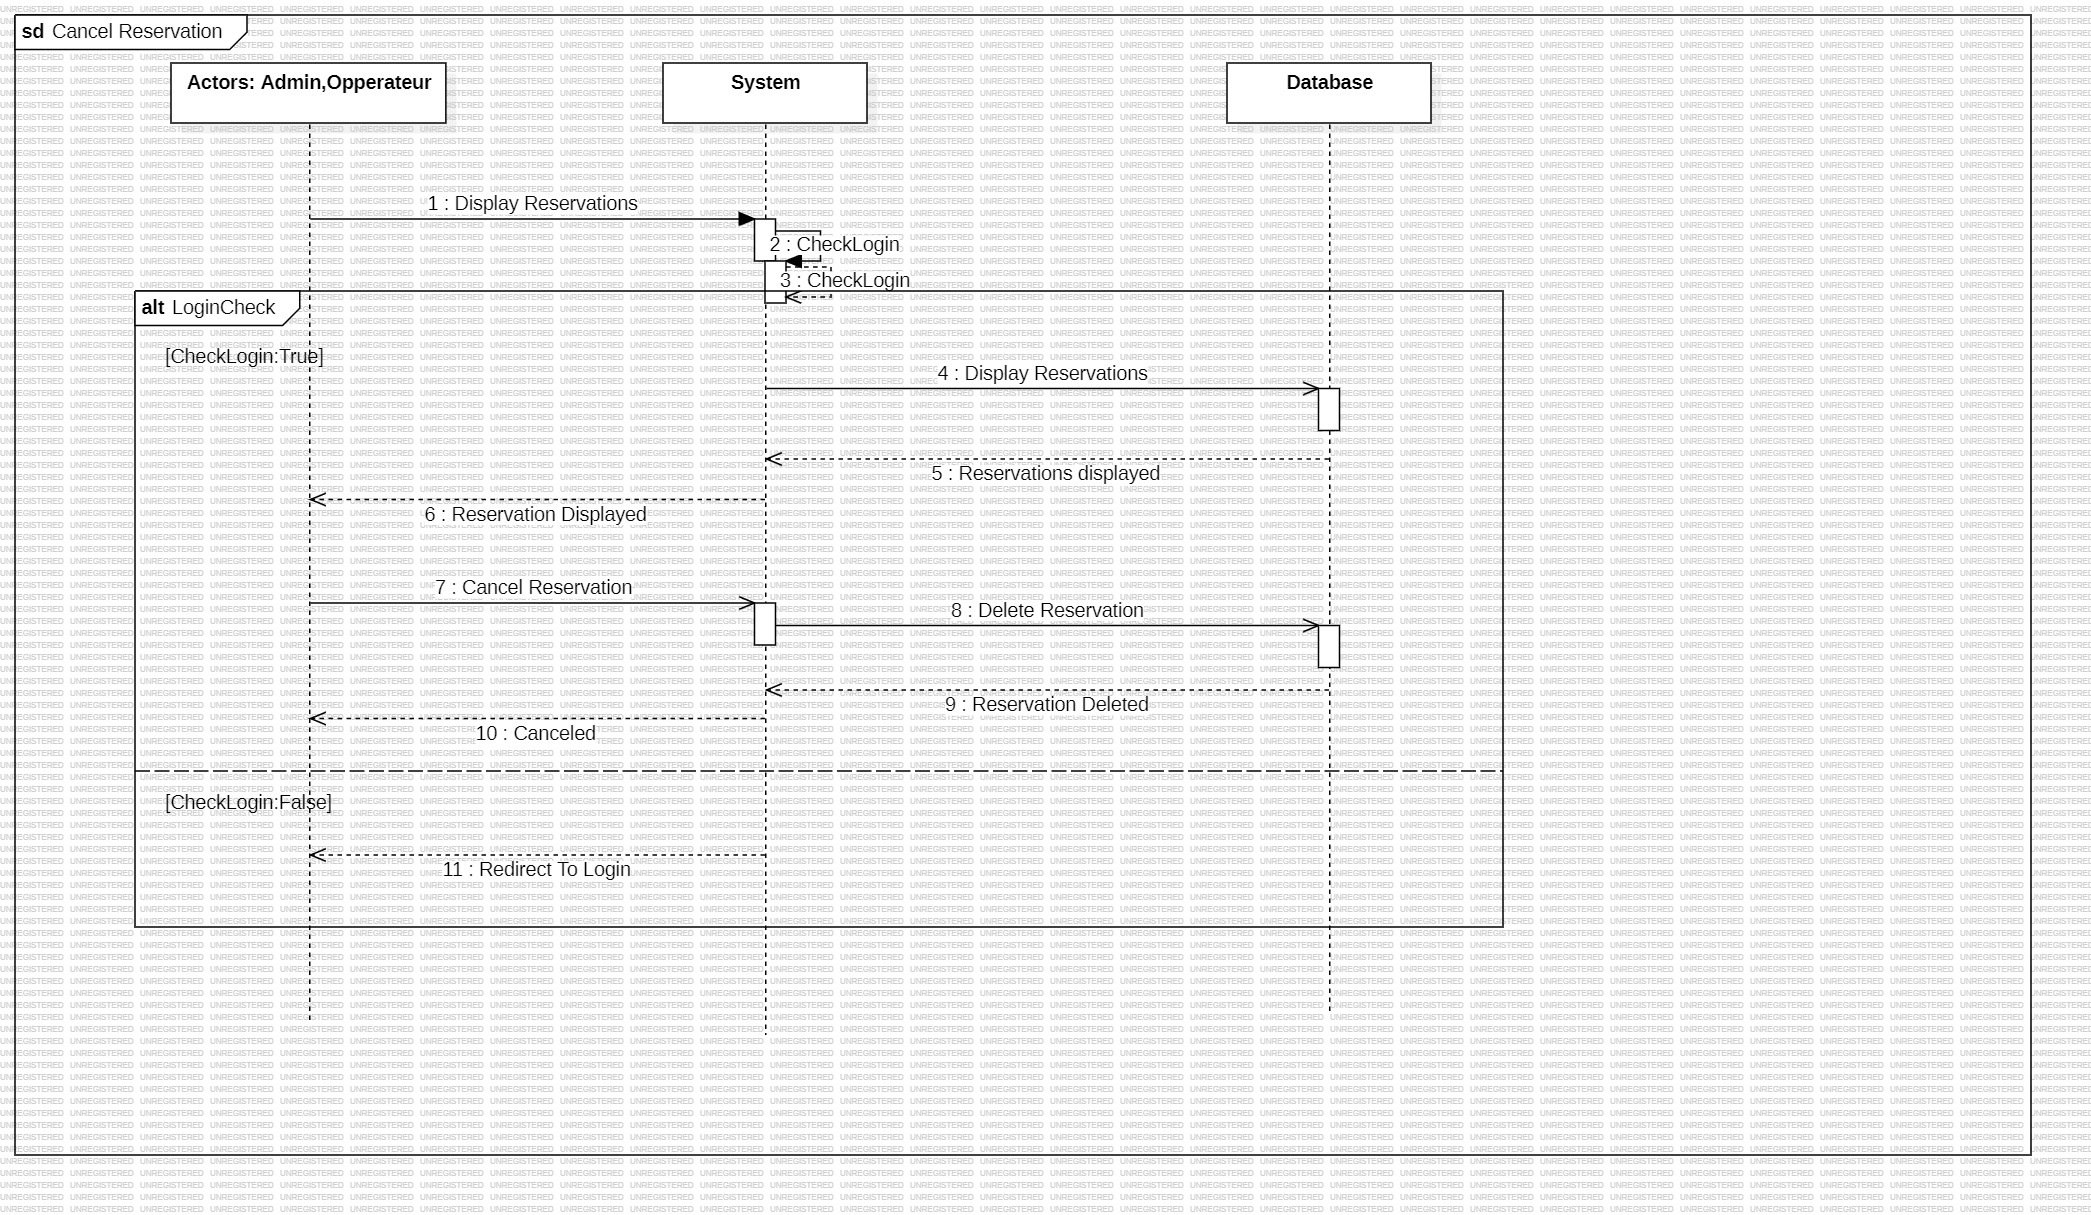 sd Cancel Reservation
Actors: Admin,Opperateur
System
Database
1 : Display Reservations
2 : CheckLogin
3 : CheckLogin
alt LoginCheck
[CheckLogin:True]
4 : Display Reservations
5 : Reservations displayed
6 : Reservation Displayed
7 : Cancel Reservation
8 : Delete Reservation
9 : Reservation Deleted
10 : Canceled
[CheckLogin:False]
11 : Redirect To Login
UNREGISTERED